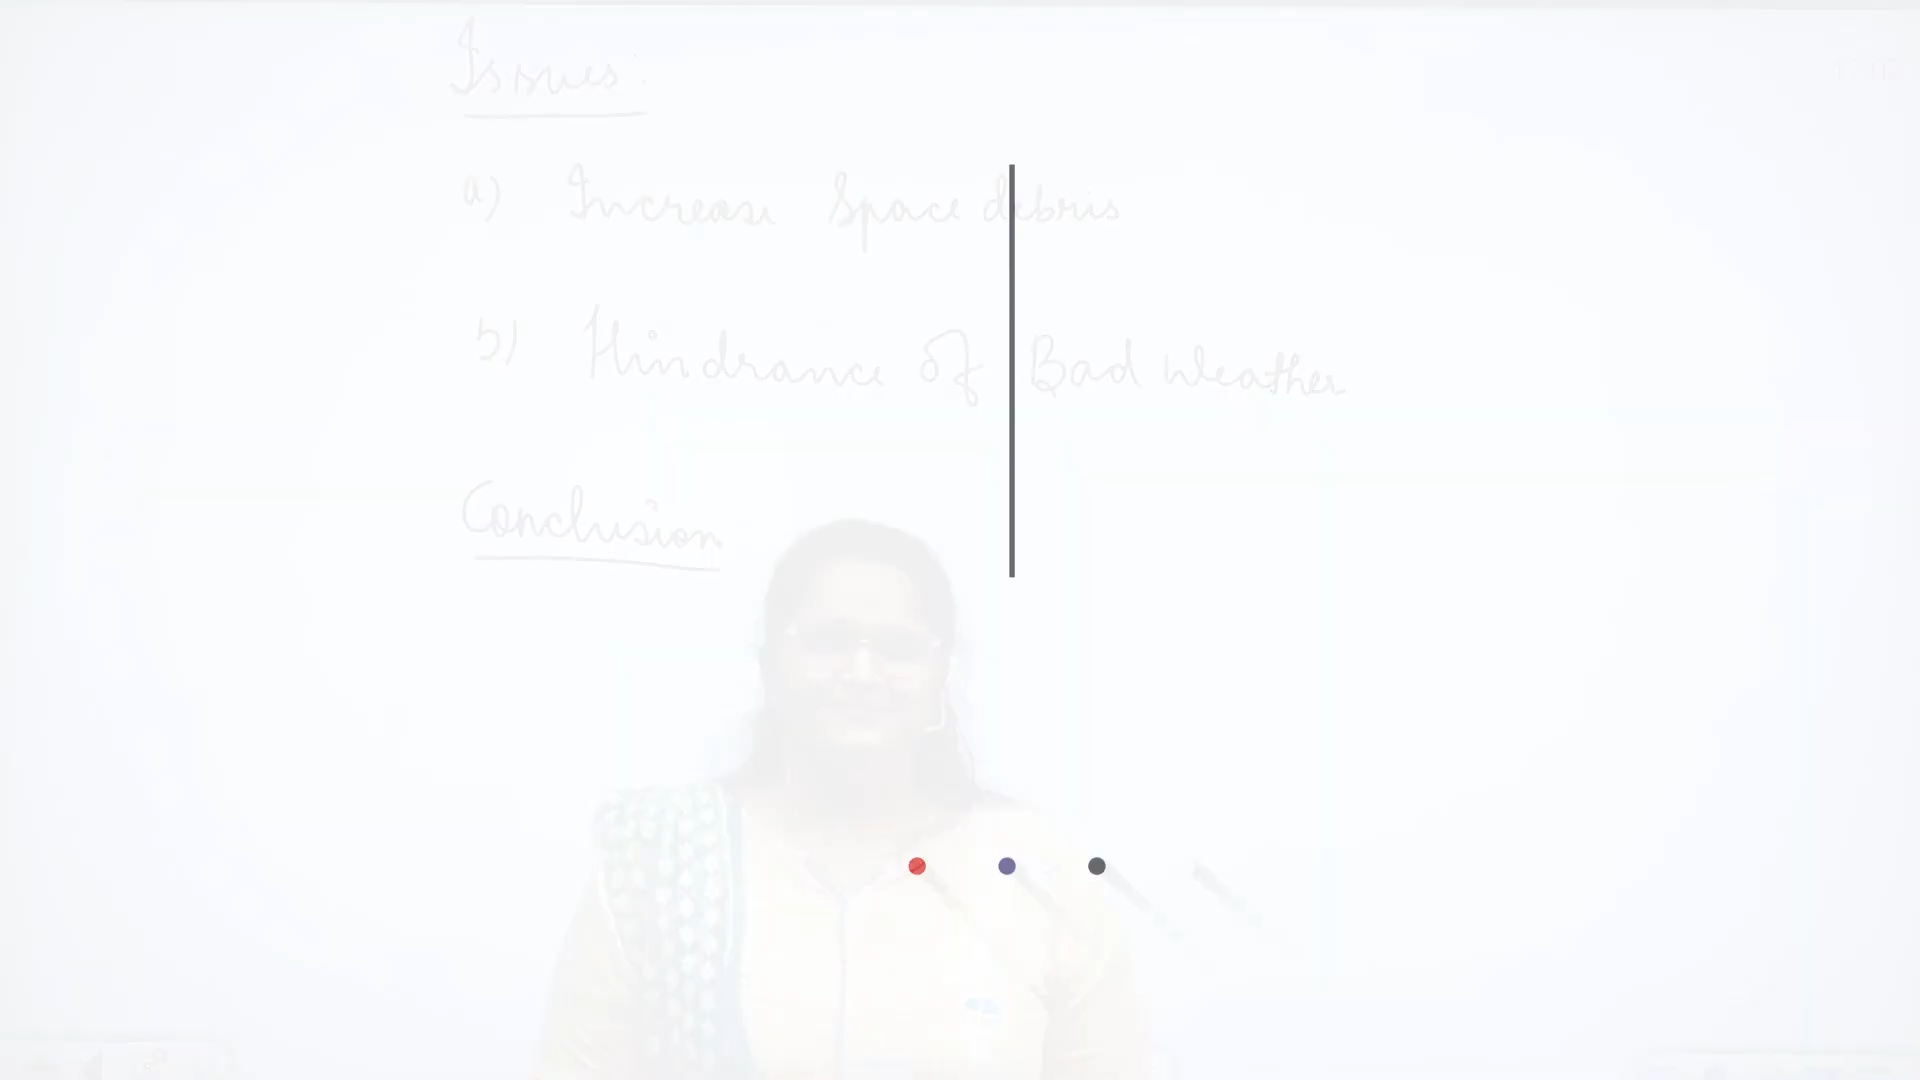 Issues:
a) Increase Space debris
b) Hindrance of Bad Weather
Conclusion